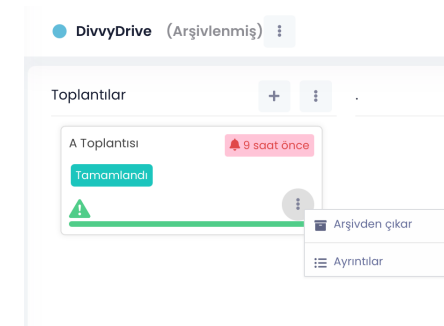 DivvyDrive (Arşivlenmiş)
Toplantılar
.
A Toplantısı
9 saat önce
Tamamlandı
Arşivden çıkar
Ayrıntılar